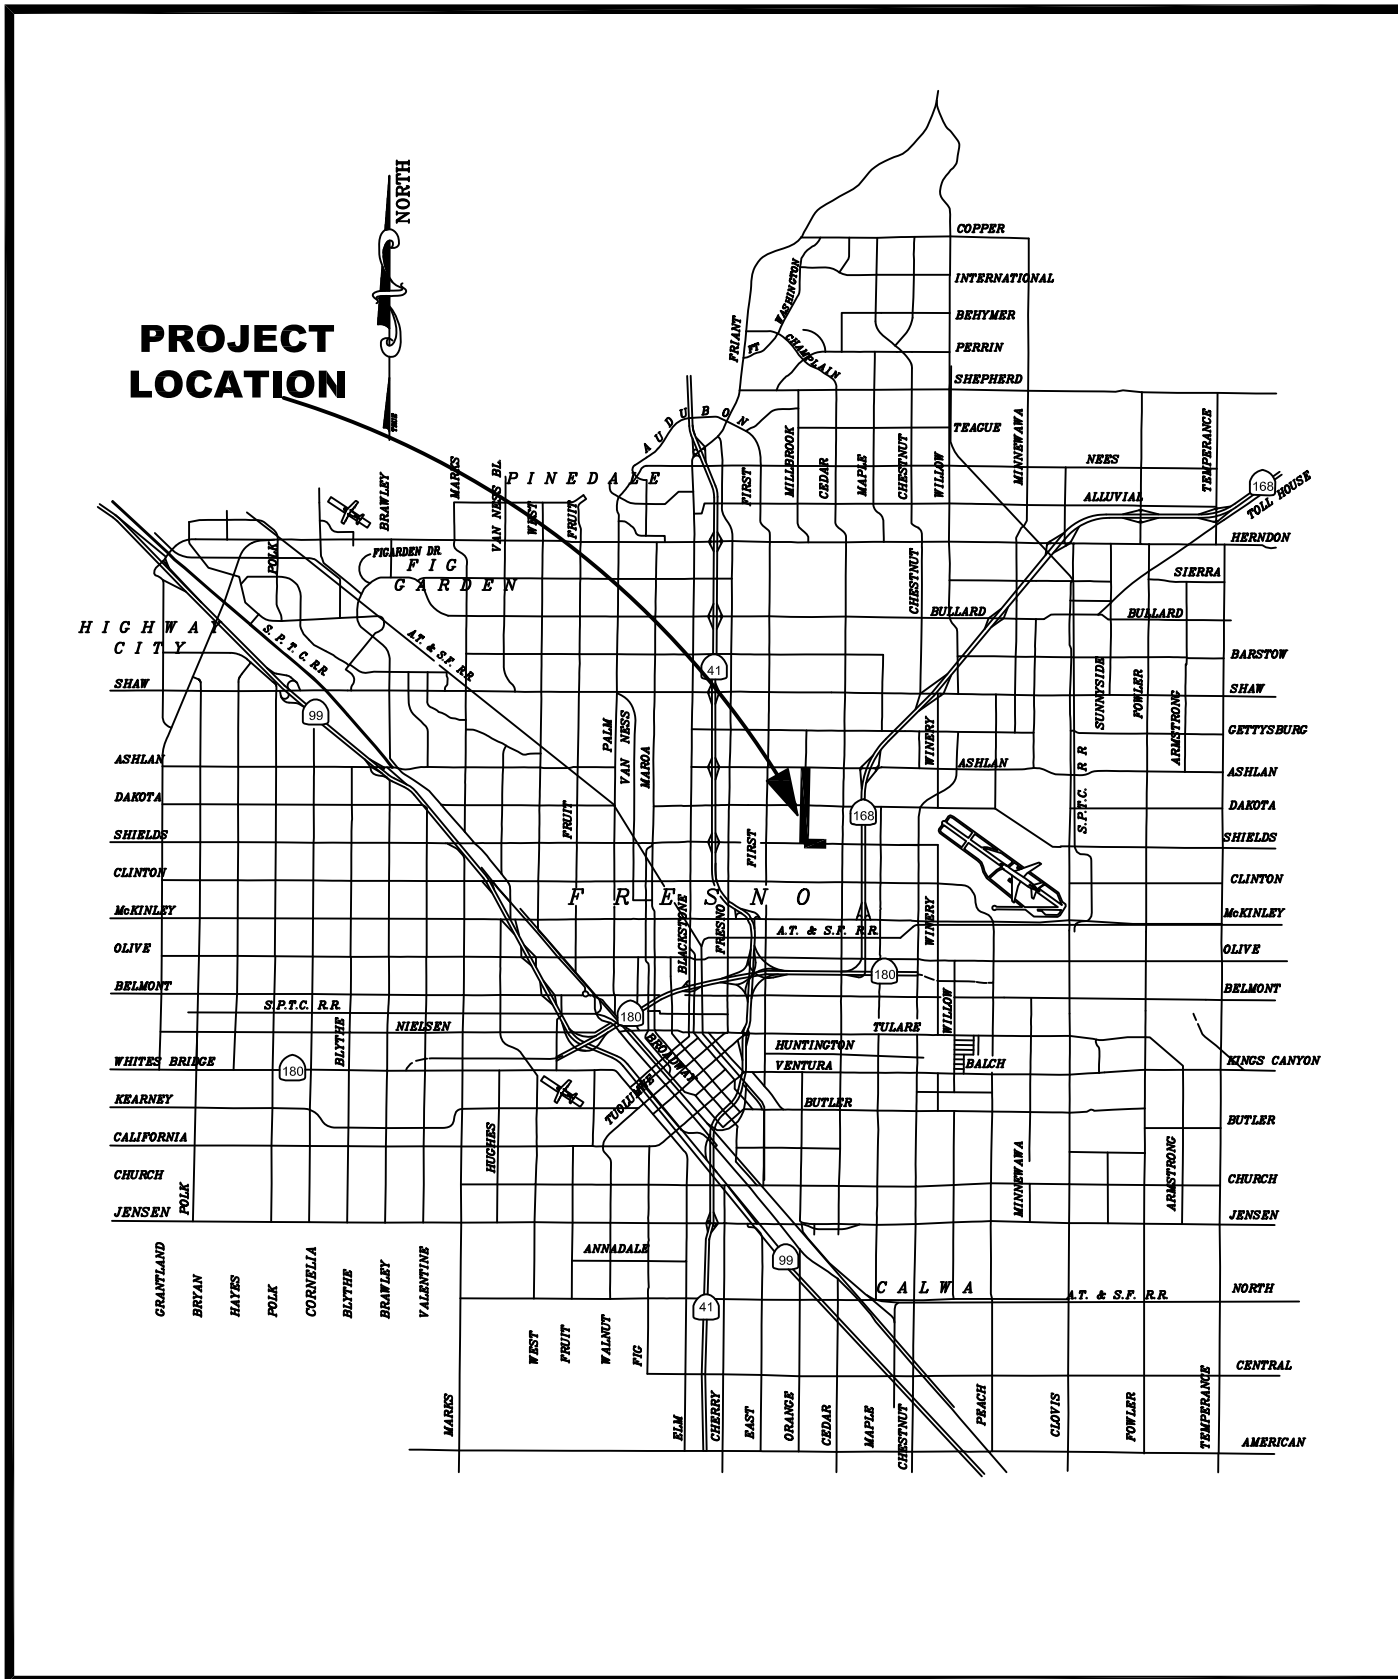 NORTH
PROJECT
LOCATION
COPPER
INTERNATIONAL
WASHINGTON
BEHYMER
FRIANT
FT
CHAMPLAIN
PERRIN
SHEPHERD
AUDUBON
TEAGUE
MINNEWAWA
TEMPERANCE
BRAWLEY
MARKS
VAN NESS BL.
PINEDALE
WEST
FRUIT
FIRST
MILLBROOK
CEDAR
MAPLE
CHESTNUT
WILLOW
NEES
ALLUVIAL
168
TOLL HOUSE
HERNDON
POLK
FIGARDEN DR.
FIG
GARDEN
CHESTNUT
SIERRA
BULLARD
BULLARD
HIGHWAY
CITY
S. P. T. C. RR.
A.T. & S.F. R.R.
41
BARSTOW
SHAW
SHAW
99
SUNNYSIDE
FOWLER
ARMSTRONG
PALM
VAN NESS
MAROA
WINERY
GETTYSBURG
ASHLAN
ASHLAN
ASHLAN
S.P.T.C. R R
DAKOTA
DAKOTA
FRUIT
168
SHIELDS
SHIELDS
FIRST
CLINTON
CLINTON
FRESNO
McKINLEY
McKINLEY
BLACKSTONE
FRESNO
A.T. & S.F. R.R.
WINERY
OLIVE
OLIVE
180
BELMONT
BELMONT
S.P.T.C. R.R.
180
WILLOW
NIELSEN
TULARE
BLYTHE
BROADWAY
HUNTINGTON
WHITES BRIDGE
180
VENTURA
BALCH
KINGS CANYON
TUOLUMNE
KEARNEY
BUTLER
BUTLER
CALIFORNIA
HUGHES
MINNEWAWA
ARMSTRONG
CHURCH
CHURCH
POLK
JENSEN
JENSEN
GRANTLAND
BRYAN
HAYES
POLK
CORNELIA
BLYTHE
BRAWLEY
VALENTINE
ANNADALE
99
CALWA
NORTH
A.T. & S.F. R.R.
41
WEST
FRUIT
WALNUT
FIG
CENTRAL
MARKS
ELM
CHERRY
EAST
ORANGE
CEDAR
MAPLE
CHESTNUT
PEACH
CLOVIS
FOWLER
TEMPERANCE
AMERICAN